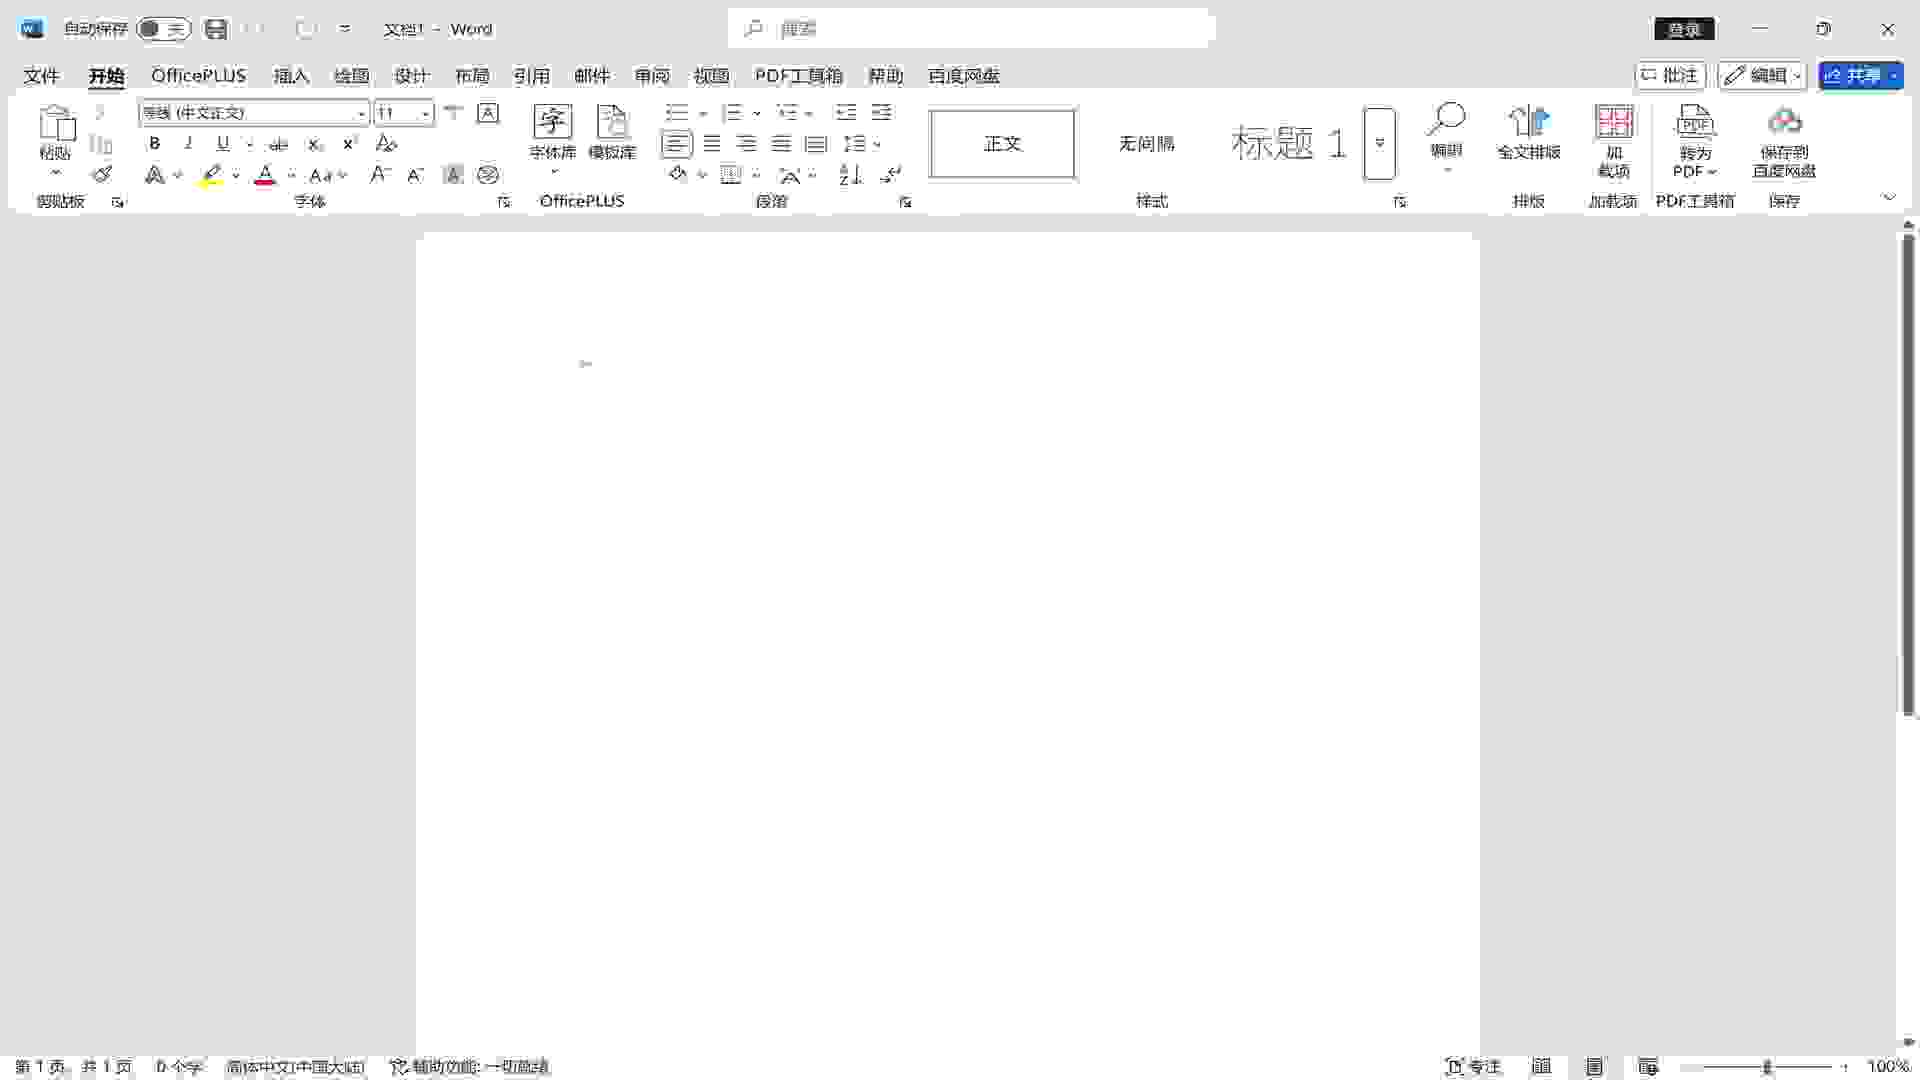 自动保存 关 文档1 - Word 搜索 登录
文件 开始 OfficePLUS 插入 绘图 设计 布局 引用 邮件 审阅 视图 PDF工具箱 帮助 百度网盘 批注 编辑 共享
等线 (中文正文) 11
粘贴 字体库 模板库 正文 无间隔 标题 1 编辑 全文排版 加载项 转为PDF 保存到百度网盘
剪贴板 字体 OfficePLUS 段落 样式 排版 加载项 PDF工具箱 保存
第 1 页，共 1 页 0 个字 简体中文(中国大陆) 辅助功能: 一切就绪 专注 100%